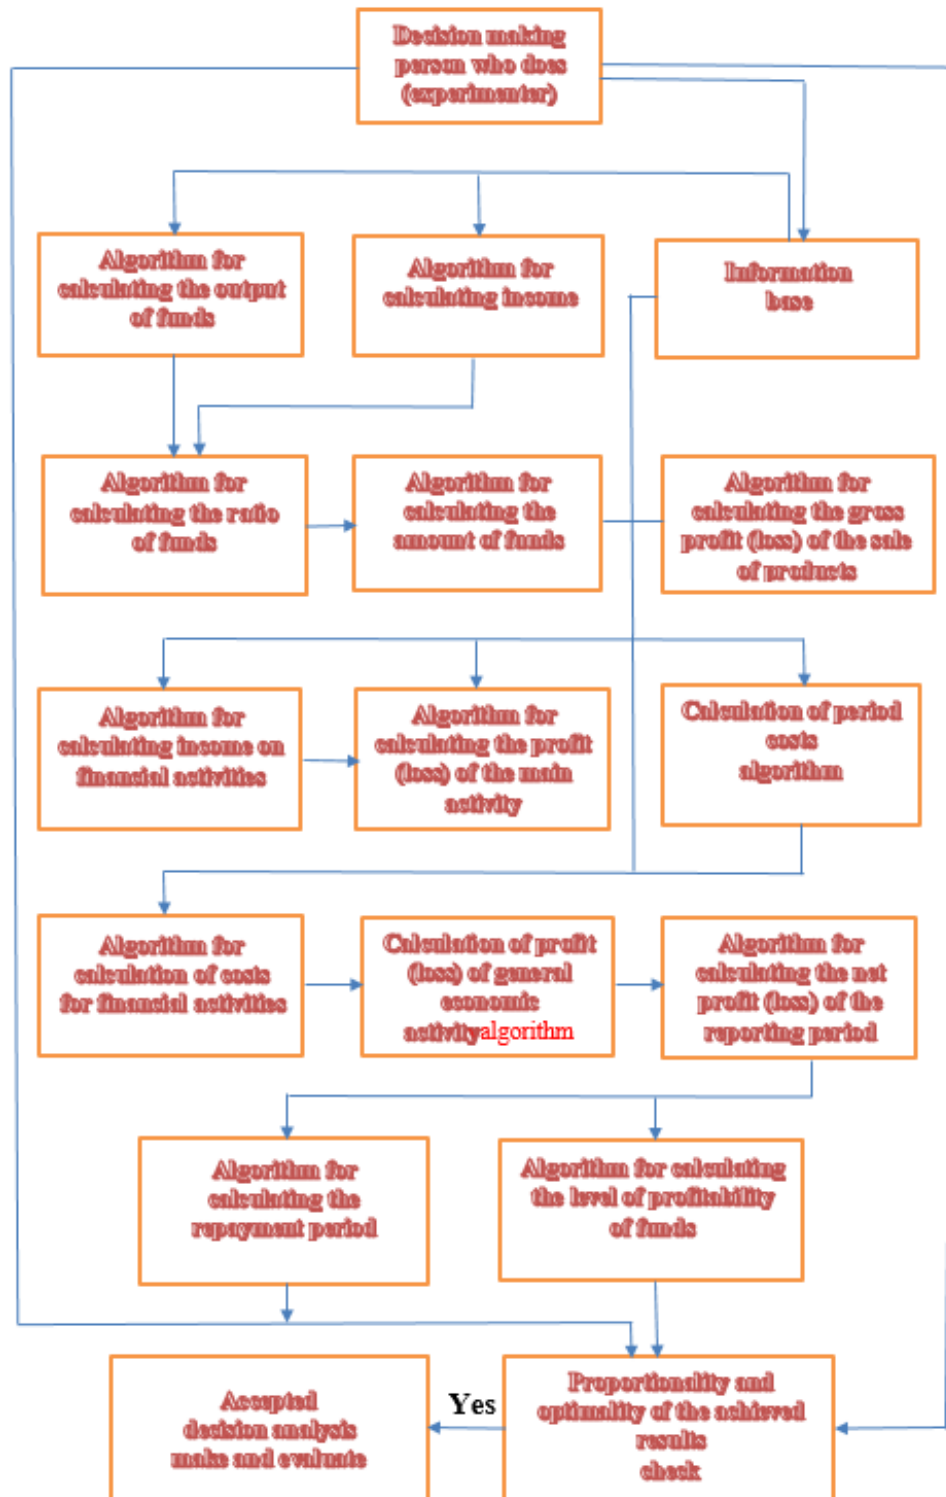 Decision making
person who does
(experimenter)
Algorithm for
calculating the output
of funds
Algorithm for
calculating income
Information
base
Algorithm for
calculating the ratio
of funds
Algorithm for
calculating the
amount of funds
Algorithm for
calculating the gross
profit (loss) of the sale
of products
Algorithm for
calculating income on
financial activities
Algorithm for
calculating the profit
(loss) of the main
activity
Calculation of period
costs
algorithm
Algorithm for
calculation of costs
for financial activities
Calculation of profit
(loss) of general
economic
activityalgorithm
Algorithm for
calculating the net
profit (loss) of the
reporting period
Algorithm for
calculating the
repayment period
Algorithm for calculating
the level of profitability
of funds
Accepted
decision analysis
make and evaluate
Yes
Proportionality and
optimality of the achieved
results
check